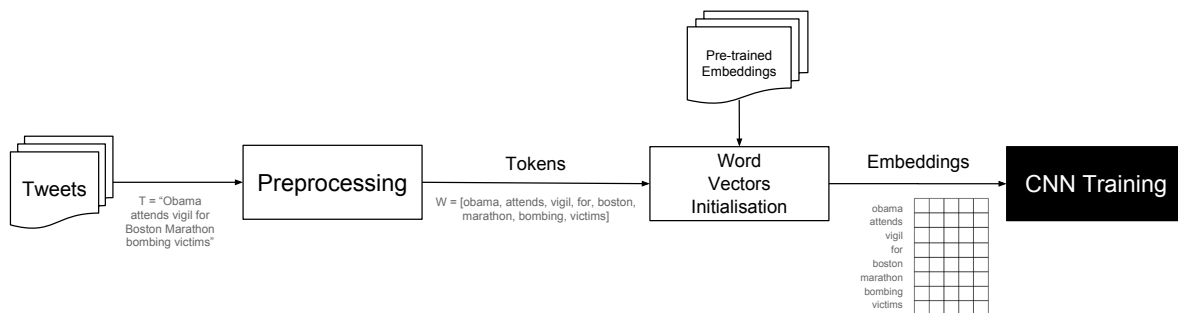 Pre-trained
Embeddings
Tweets
T = “Obama
attends vigil for
Boston Marathon
bombing victims”
Preprocessing
Tokens
W = [obama, attends, vigil, for, boston,
marathon, bombing, victims]
Word
Vectors
Initialisation
Embeddings
obama
attends
vigil
for
boston
marathon
bombing
victims
CNN Training